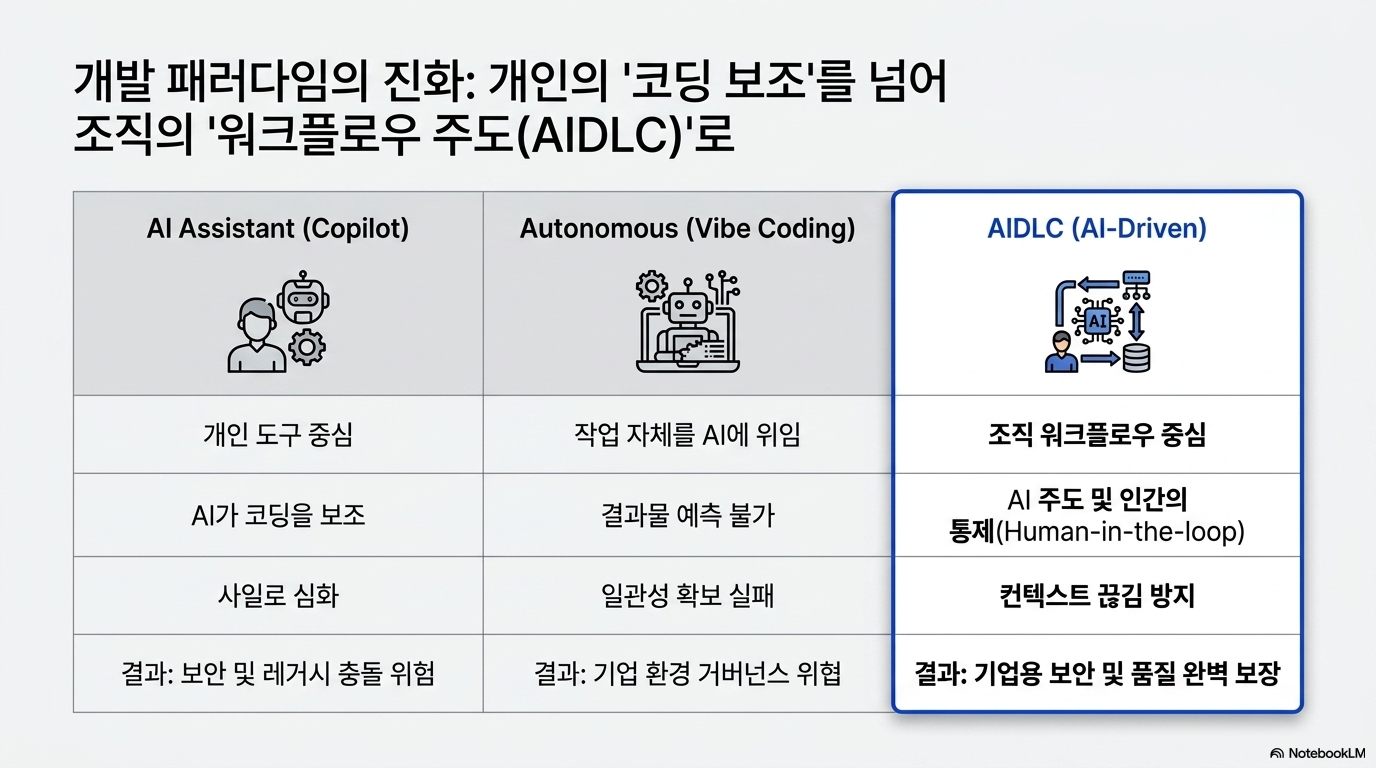 개발 패러다임의 진화: 개인의 '코딩 보조'를 넘어
조직의 '워크플로우 주도(AIDLC)'로
AI Assistant (Copilot)
Autonomous (Vibe Coding)
AIDLC (AI-Driven)
AI
개인 도구 중심
작업 자체를 AI에 위임
조직 워크플로우 중심
AI가 코딩을 보조
결과물 예측 불가
AI 주도 및 인간의
통제(Human-in-the-loop)
사일로 심화
일관성 확보 실패
컨텍스트 끊김 방지
결과: 보안 및 레거시 충돌 위험
결과: 기업 환경 거버넌스 위협
결과: 기업용 보안 및 품질 완벽 보장
NotebookLM